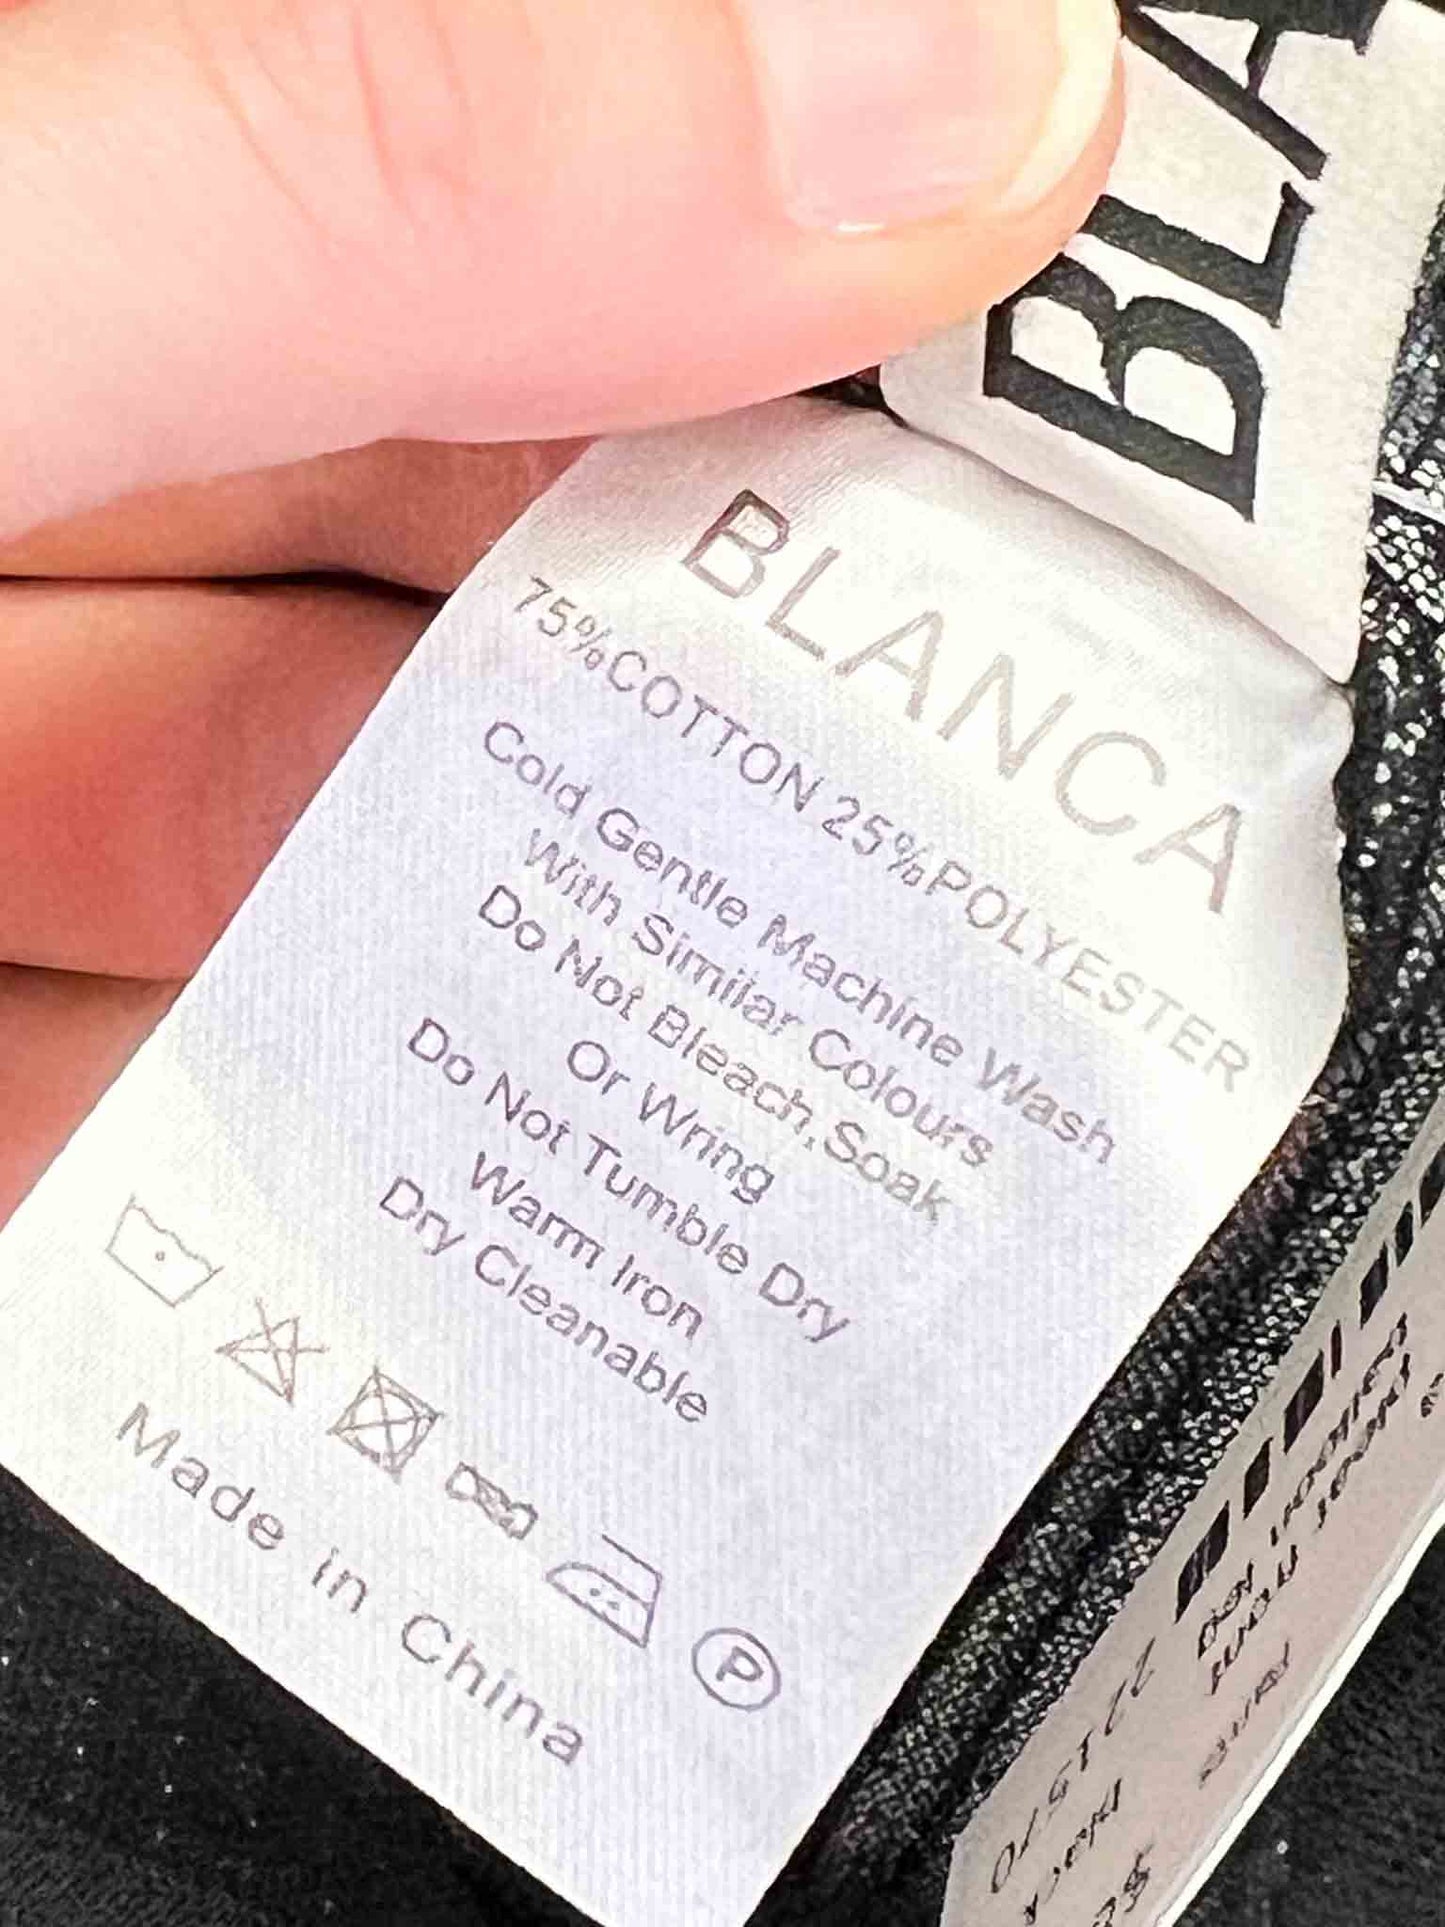 BLA
BLANCA
75%COTTON 25%POLYESTER
Cold Gentle Machine Wash
With Similar Colours
Do Not Bleach,Soak
Or Wring
Do Not Tumble Dry
Warm Iron
Dry Cleanable
P
Made in China